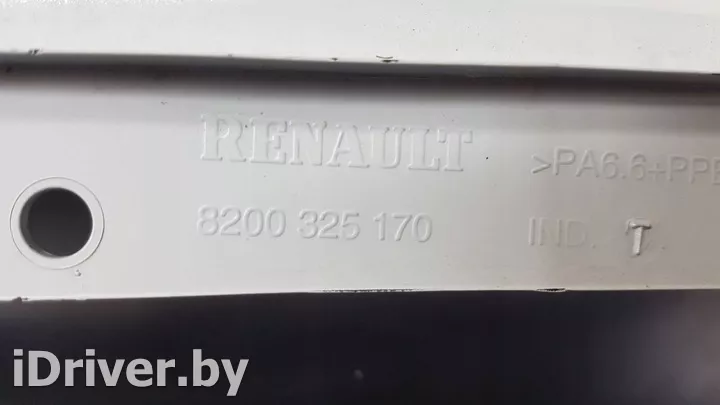 RENAULT
>PA6.6+PPE
8200 325 170
IND. T
iDriver.by